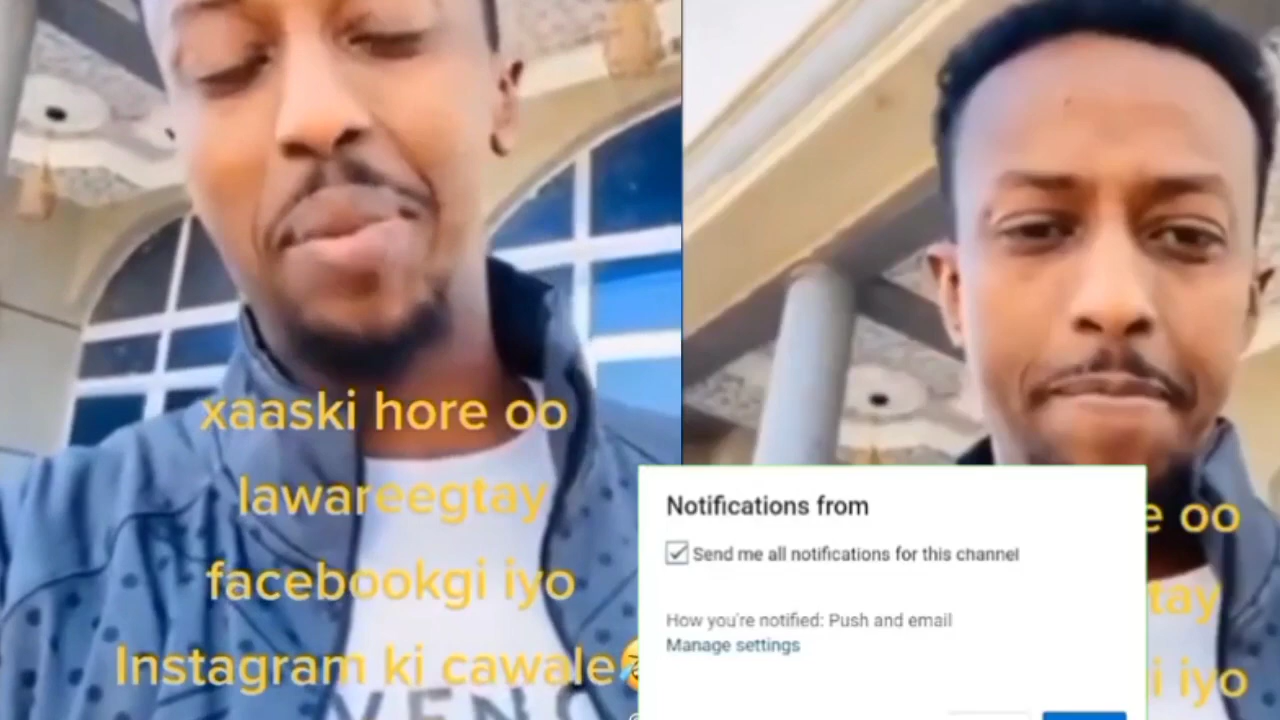 xaaski hore oo
lawareegtay
facebookgi iyo
Instagram ki cawale
VENC
e oo
tay
i iyo
Notifications from
Send me all notifications for this channel
How you're notified: Push and email
Manage settings